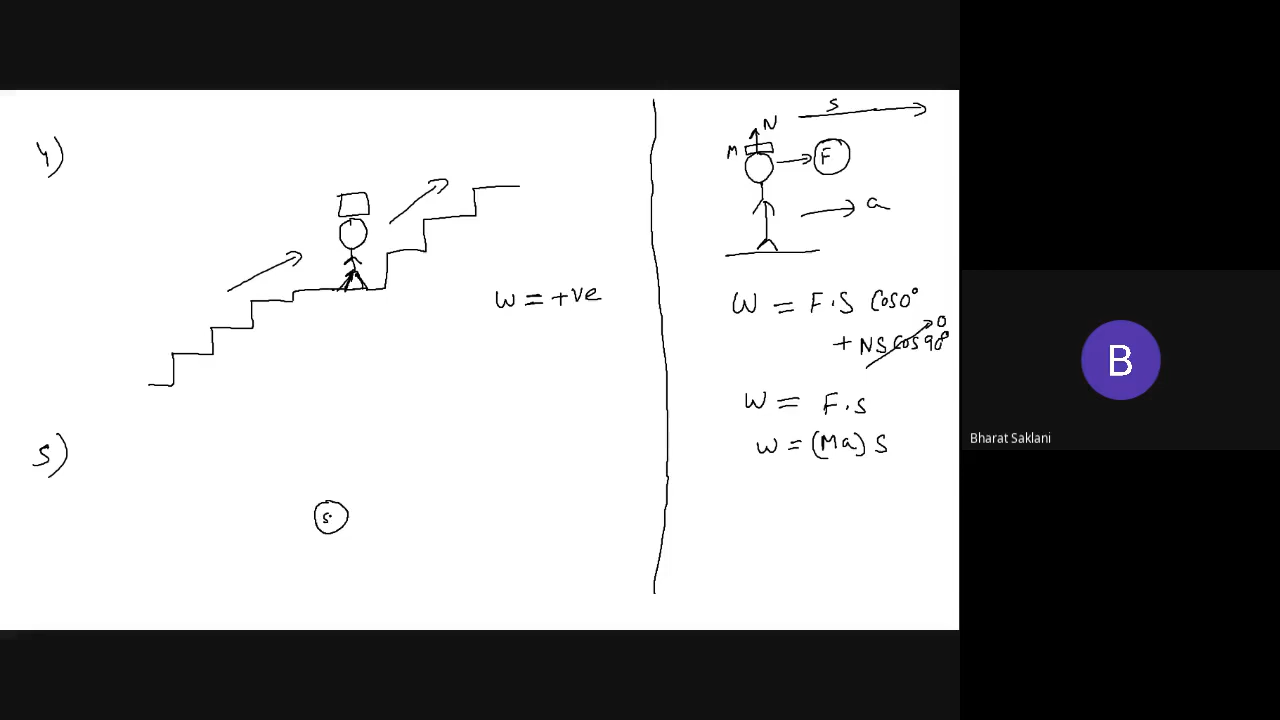 4)
W = +ve
5)
S.
S
N
M
F
a
W = F.S Cos0°
+ NS Cos90° 0
W = F.S
W = (Ma) S
B
Bharat Saklani